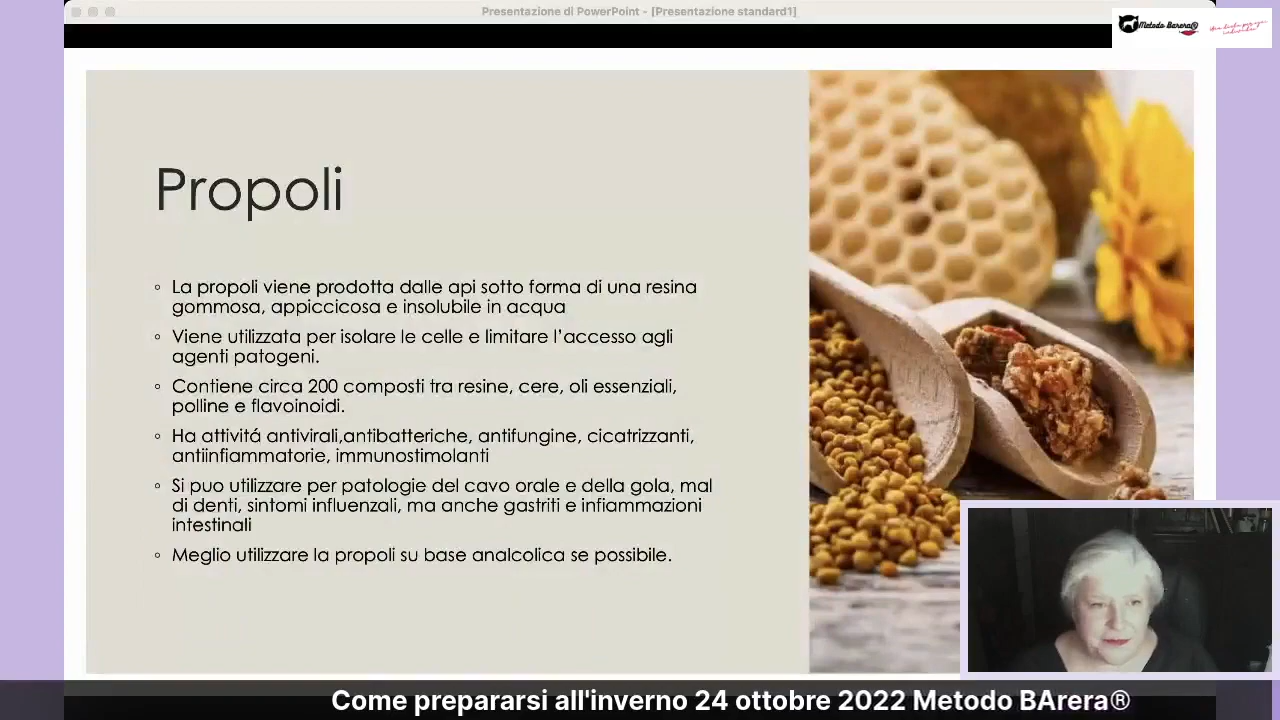 Presentazione di PowerPoint - [Presentazione standard1]
Metodo BArera®
Propoli
◦ La propoli viene prodotta dalle api sotto forma di una resina
gommosa, appiccicosa e insolubile in acqua
◦ Viene utilizzata per isolare le celle e limitare l’accesso agli
agenti patogeni.
◦ Contiene circa 200 composti tra resine, cere, oli essenziali,
polline e flavoinoidi.
◦ Ha attivitá antivirali,antibatteriche, antifungine, cicatrizzanti,
antiinfiammatorie, immunostimolanti
◦ Si puo utilizzare per patologie del cavo orale e della gola, mal
di denti, sintomi influenzali, ma anche gastriti e infiammazioni
intestinali
◦ Meglio utilizzare la propoli su base analcolica se possibile.
Come prepararsi all'inverno 24 ottobre 2022 Metodo BArera®